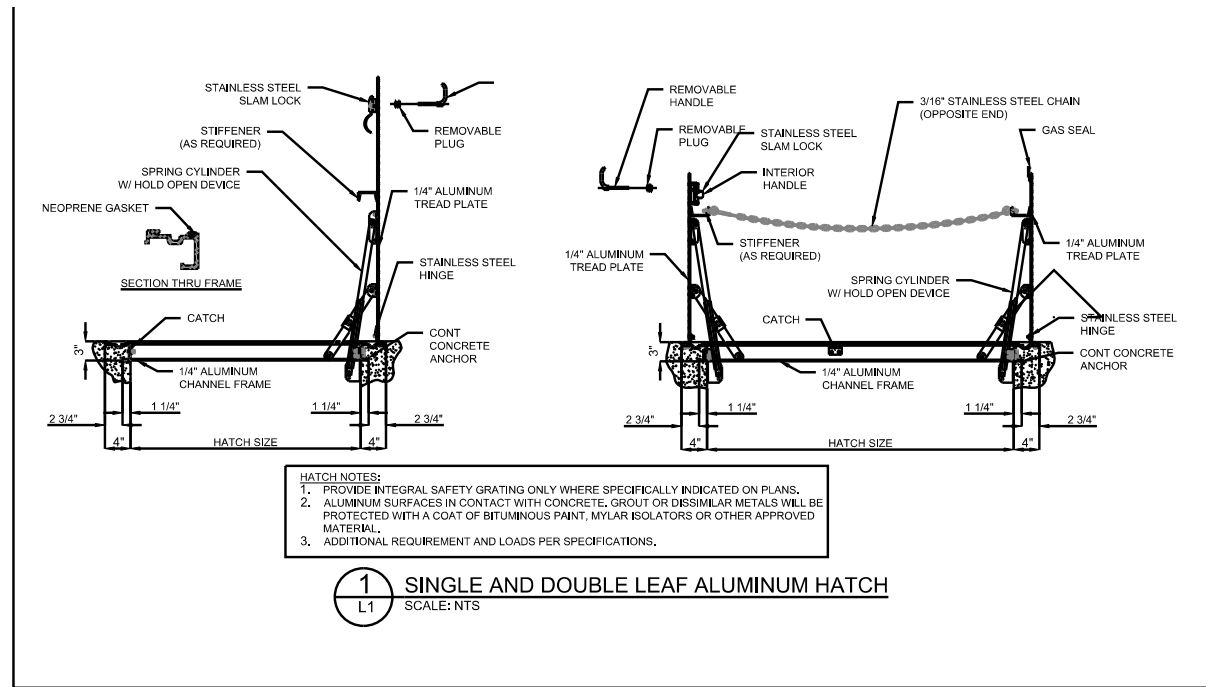 STAINLESS STEEL
SLAM LOCK
STIFFENER
(AS REQUIRED)
REMOVABLE
PLUG
SPRING CYLINDER
W/ HOLD OPEN DEVICE
1/4" ALUMINUM
TREAD PLATE
NEOPRENE GASKET
SECTION THRU FRAME
STAINLESS STEEL
HINGE
CATCH
CONT
CONCRETE
ANCHOR
3"
1/4" ALUMINUM
CHANNEL FRAME
1 1/4"
1 1/4"
2 3/4"
2 3/4"
4"
HATCH SIZE
4"
REMOVABLE
HANDLE
3/16" STAINLESS STEEL CHAIN
(OPPOSITE END)
GAS SEAL
REMOVABLE
PLUG
STAINLESS STEEL
SLAM LOCK
INTERIOR
HANDLE
STIFFENER
(AS REQUIRED)
1/4" ALUMINUM
TREAD PLATE
1/4" ALUMINUM
TREAD PLATE
SPRING CYLINDER
W/ HOLD OPEN DEVICE
CATCH
STAINLESS STEEL
HINGE
3"
CONT CONCRETE
ANCHOR
1/4" ALUMINUM
CHANNEL FRAME
1 1/4"
1 1/4"
2 3/4"
2 3/4"
4"
HATCH SIZE
4"
HATCH NOTES:
1. PROVIDE INTEGRAL SAFETY GRATING ONLY WHERE SPECIFICALLY INDICATED ON PLANS.
2. ALUMINUM SURFACES IN CONTACT WITH CONCRETE. GROUT OR DISSIMILAR METALS WILL BE
PROTECTED WITH A COAT OF BITUMINOUS PAINT, MYLAR ISOLATORS OR OTHER APPROVED
MATERIAL.
3. ADDITIONAL REQUIREMENT AND LOADS PER SPECIFICATIONS.
1
L1
SINGLE AND DOUBLE LEAF ALUMINUM HATCH
SCALE: NTS